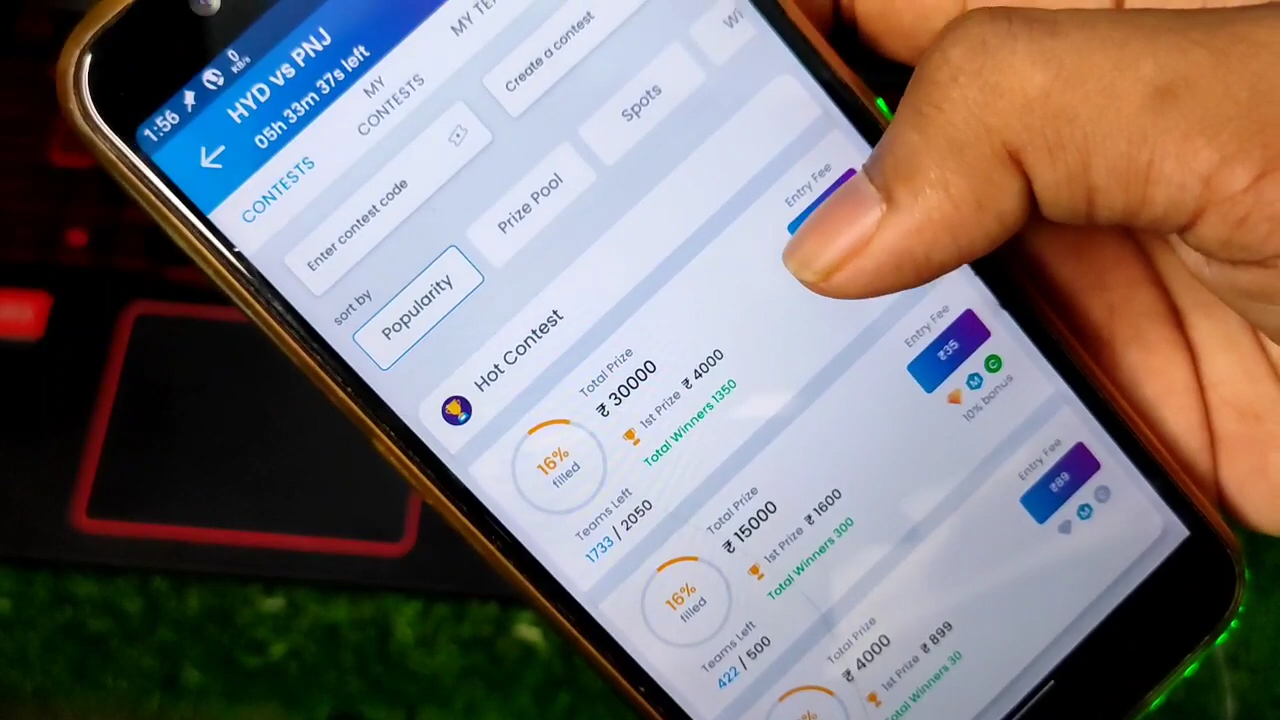 1:56
0
KB/s
HYD vs PNJ
05h 33m 37s left
CONTESTS
MY
CONTESTS
MY
Enter contest code
Create a contest
sort by
Popularity
Prize Pool
Spots
Hot Contest
16%
filled
Total Prize
₹ 30000
1st Prize ₹ 4000
Total Winners 1350
Teams Left
1733 / 2050
Entry Fee
16%
filled
Total Prize
₹ 15000
1st Prize ₹ 1600
Total Winners 300
Teams Left
422 / 500
Entry Fee
₹35
M C
10% bonus
Total Prize
₹ 4000
1st Prize ₹ 899
Total Winners 30
Entry Fee
₹89
M C